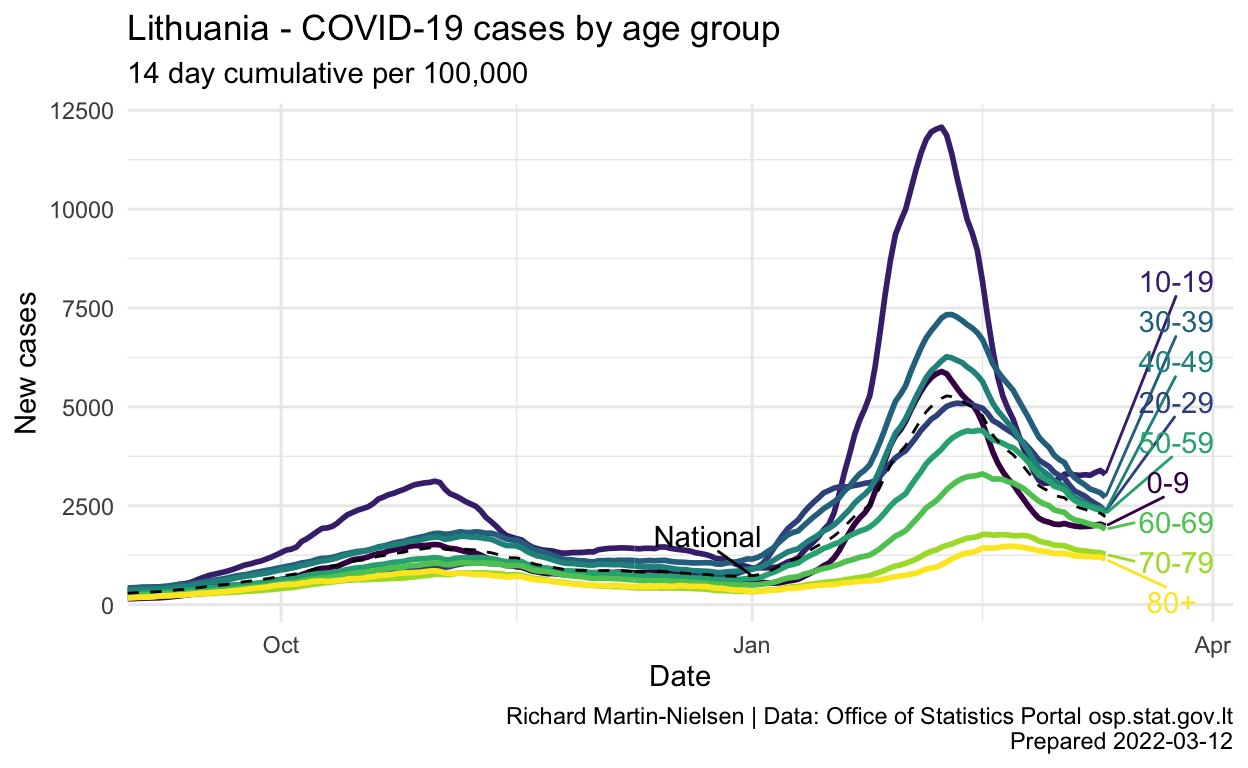 Lithuania - COVID-19 cases by age group
14 day cumulative per 100,000
12500
10000
7500
5000
2500
0
New cases
10-19
30-39
40-49
20-29
50-59
0-9
60-69
70-79
80+
National
Oct
Jan
Apr
Date
Richard Martin-Nielsen | Data: Office of Statistics Portal osp.stat.gov.lt
Prepared 2022-03-12